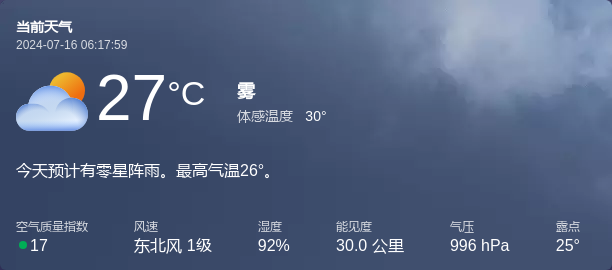 当前天气
2024-07-16 06:17:59
27°C
雾
体感温度 30°
今天预计有零星阵雨。最高气温26°。
空气质量指数 风速 湿度 能见度 气压 露点
17 东北风 1级 92% 30.0 公里 996 hPa 25°